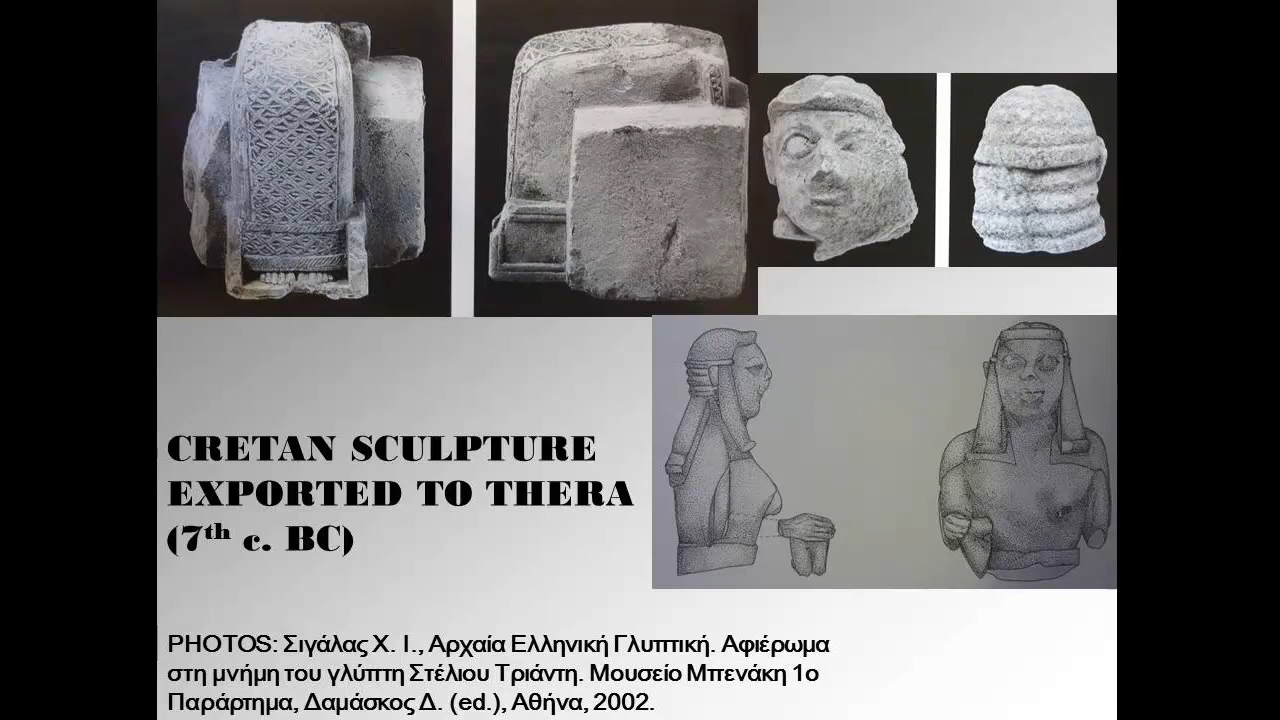 CRETAN SCULPTURE
EXPORTED TO THERA
(7th c. BC)
PHOTOS: Σιγάλας Χ. Ι., Αρχαία Ελληνική Γλυπτική. Αφιέρωμα
στη μνήμη του γλύπτη Στέλιου Τριάντη. Μουσείο Μπενάκη 1ο
Παράρτημα, Δαμάσκος Δ. (ed.), Αθήνα, 2002.